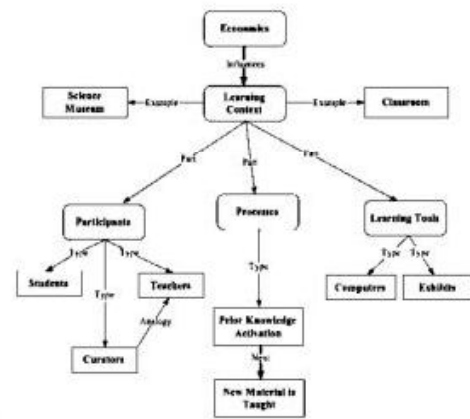 Economics
Influences
Science
Museum
Example
Learning
Context
Example
Classroom
Part
Part
Part
Participants
Processes
Learning Tools
Type
Type
Type
Type
Type
Type
Students
Teachers
Computers
Exhibits
Analogy
Curators
Prior Knowledge
Activation
Next
New Material is
Taught